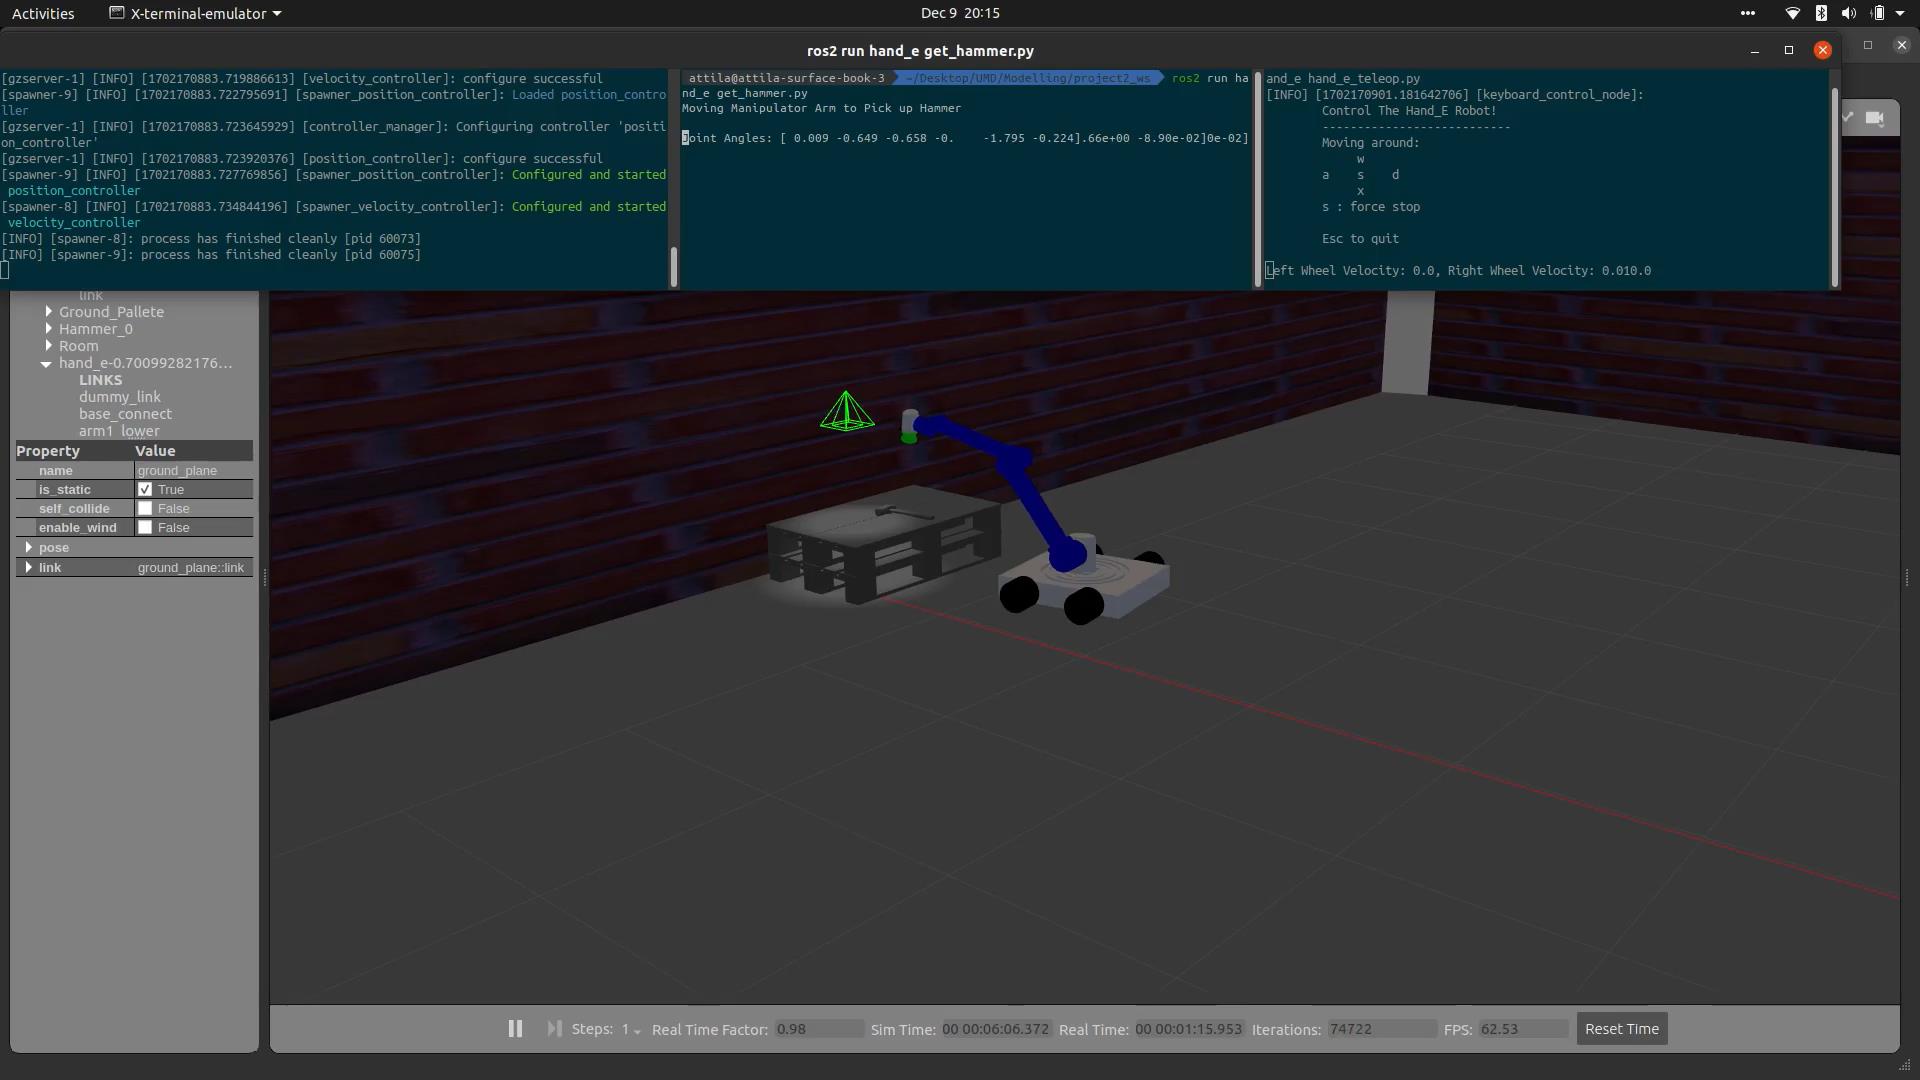 Activities
X-terminal-emulator
Dec 9 20:15
ros2 run hand_e get_hammer.py
[gzserver-1] [INFO] [1702170883.719886613] [velocity_controller]: configure successful
[spawner-9] [INFO] [1702170883.722795691] [spawner_position_controller]: Loaded position_contro
ller
[gzserver-1] [INFO] [1702170883.723645929] [controller_manager]: Configuring controller 'positi
on_controller'
[gzserver-1] [INFO] [1702170883.723920376] [position_controller]: configure successful
[spawner-9] [INFO] [1702170883.727769856] [spawner_position_controller]: Configured and started
position_controller
[spawner-8] [INFO] [1702170883.734844196] [spawner_velocity_controller]: Configured and started
velocity_controller
[INFO] [spawner-8]: process has finished cleanly [pid 60073]
[INFO] [spawner-9]: process has finished cleanly [pid 60075]
attila@attila-surface-book-3 ~/Desktop/UMD/Modelling/project2_ws ros2 run ha
nd_e get_hammer.py
Moving Manipulator Arm to Pick up Hammer
Joint Angles: [ 0.009 -0.649 -0.658 -0. -1.795 -0.224].66e+00 -8.90e-02]0e-02]
and_e hand_e_teleop.py
[INFO] [1702170901.181642706] [keyboard_control_node]:
Control The Hand_E Robot!
---------------------------
Moving around:
w
a s d
x
s : force stop
Esc to quit
Left Wheel Velocity: 0.0, Right Wheel Velocity: 0.010.0
link
Ground_Pallete
Hammer_0
Room
hand_e-0.70099282176...
LINKS
dummy_link
base_connect
arm1_lower
Property Value
name ground_plane
is_static True
self_collide False
enable_wind False
pose
link ground_plane::link
Steps: 1 Real Time Factor: 0.98 Sim Time: 00 00:06:06.372 Real Time: 00 00:01:15.953 Iterations: 74722 FPS: 62.53 Reset Time